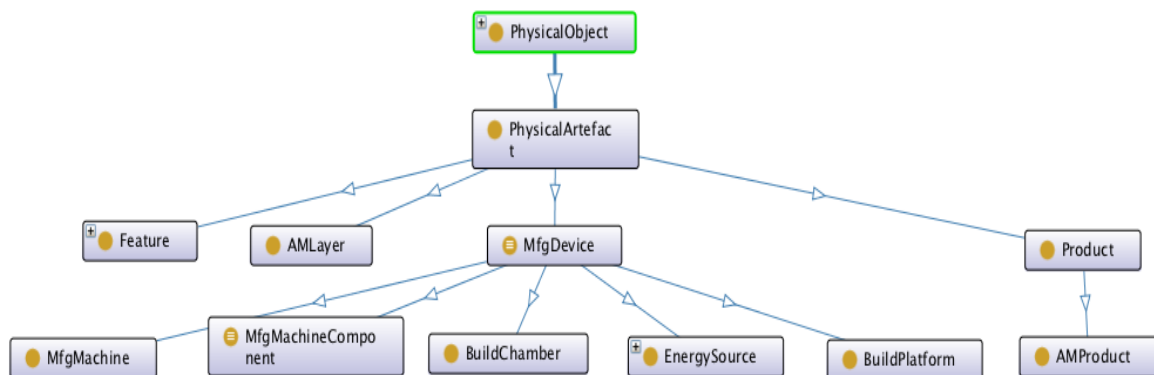 PhysicalObject
PhysicalArtefac
t
Feature
AMLayer
MfgDevice
Product
MfgMachine
MfgMachineCompo
nent
BuildChamber
EnergySource
BuildPlatform
AMProduct